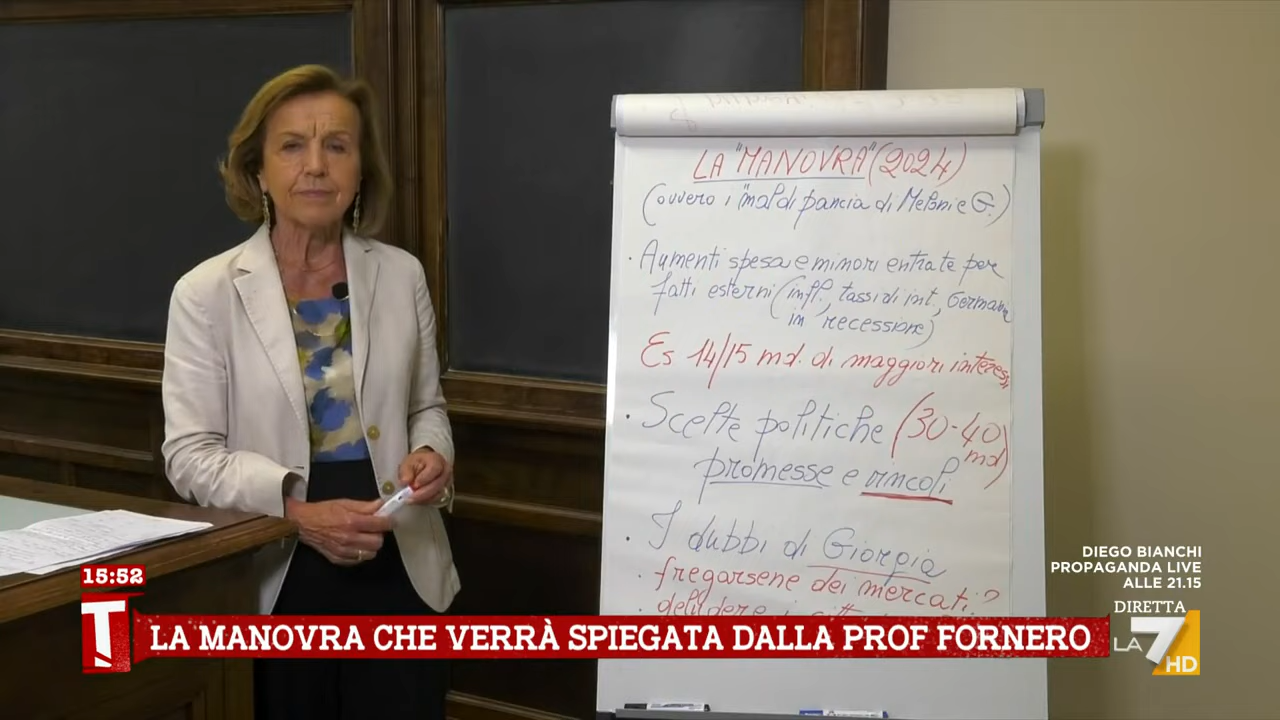 LA "MANOVRA" (2024)
(ovvero i "mal di pancia di Melonie G.)
· Aumenti spesa e minori entrate per
fatti esterni (infl., tassi di int., Germania
in recessione)
Es 14/15 md. di maggiori interessi
· Scelte politiche (30-40
md)
promesse e vincoli
· I dubbi di Giorgia
· fregarsene dei mercati?
DIEGO BIANCHI
PROPAGANDA LIVE
ALLE 21.15
DIRETTA
LA 7 HD
15:52
T
LA MANOVRA CHE VERRÀ SPIEGATA DALLA PROF FORNERO